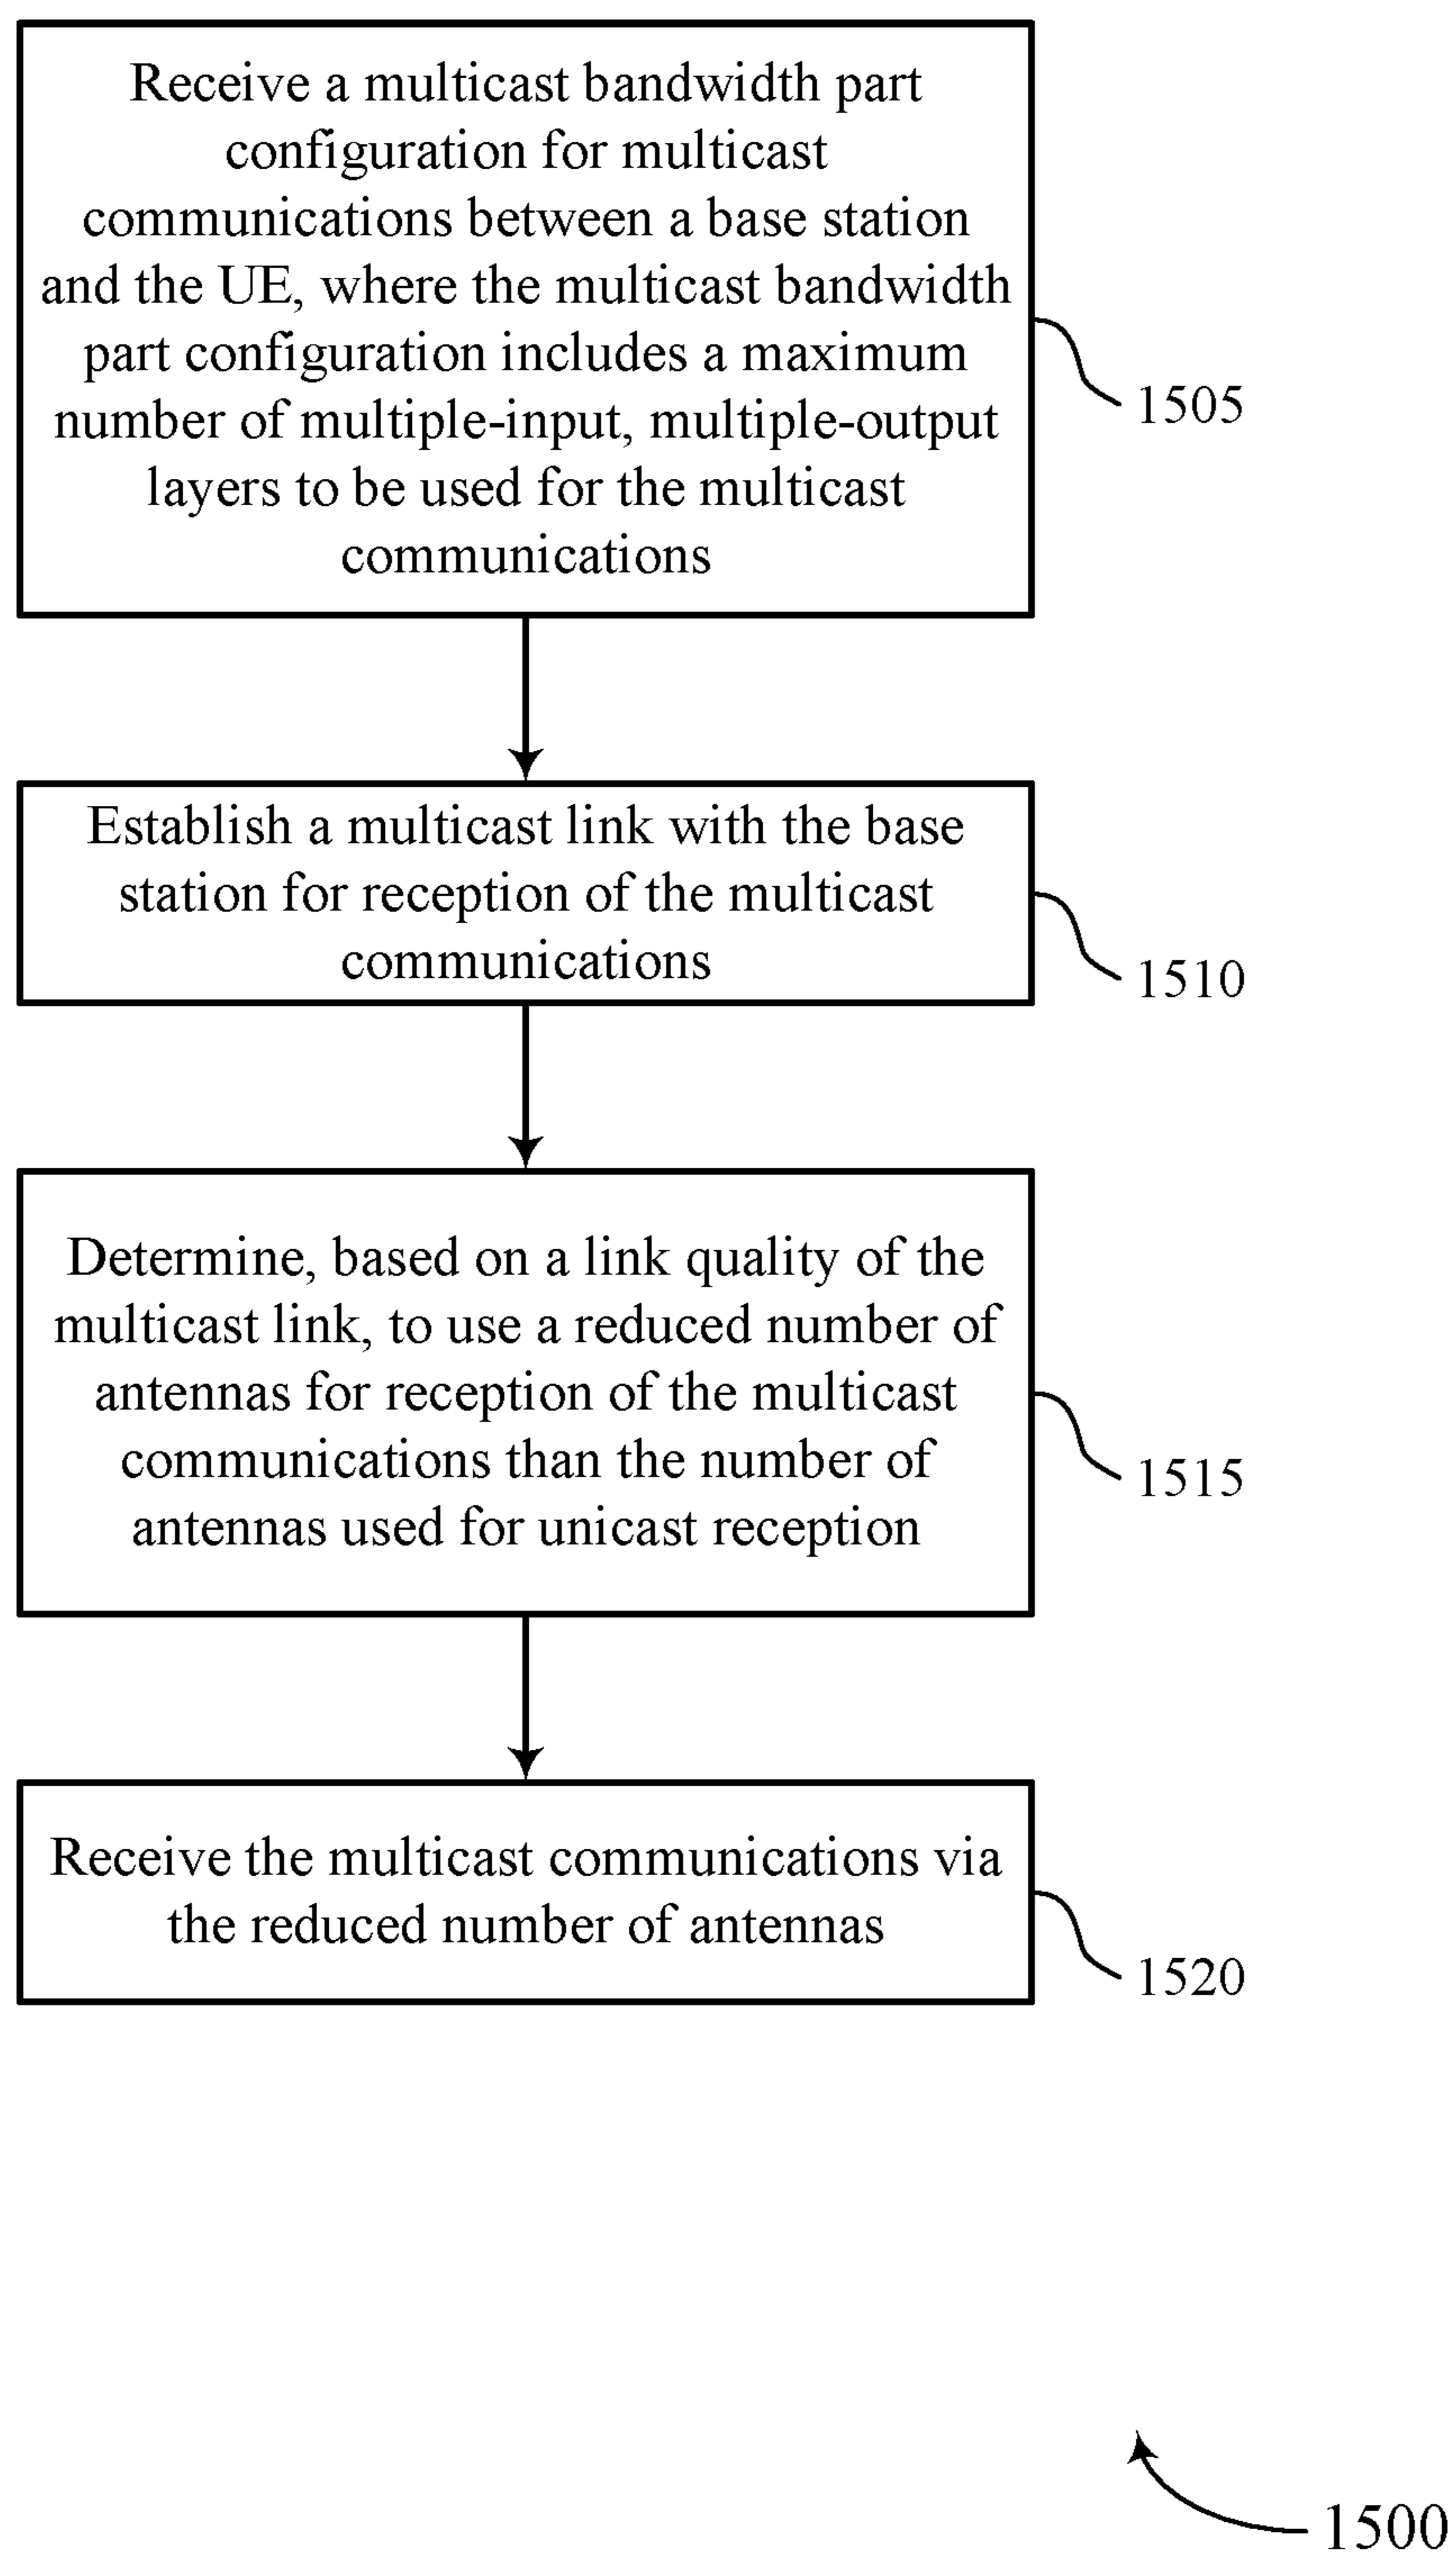 Receive a multicast bandwidth part
configuration for multicast
communications between a base station
and the UE, where the multicast bandwidth
part configuration includes a maximum
number of multiple-input, multiple-output
layers to be used for the multicast
communications
1505
Establish a multicast link with the base
station for reception of the multicast
communications
1510
Determine, based on a link quality of the
multicast link, to use a reduced number of
antennas for reception of the multicast
communications than the number of
antennas used for unicast reception
1515
Receive the multicast communications via
the reduced number of antennas
1520
1500